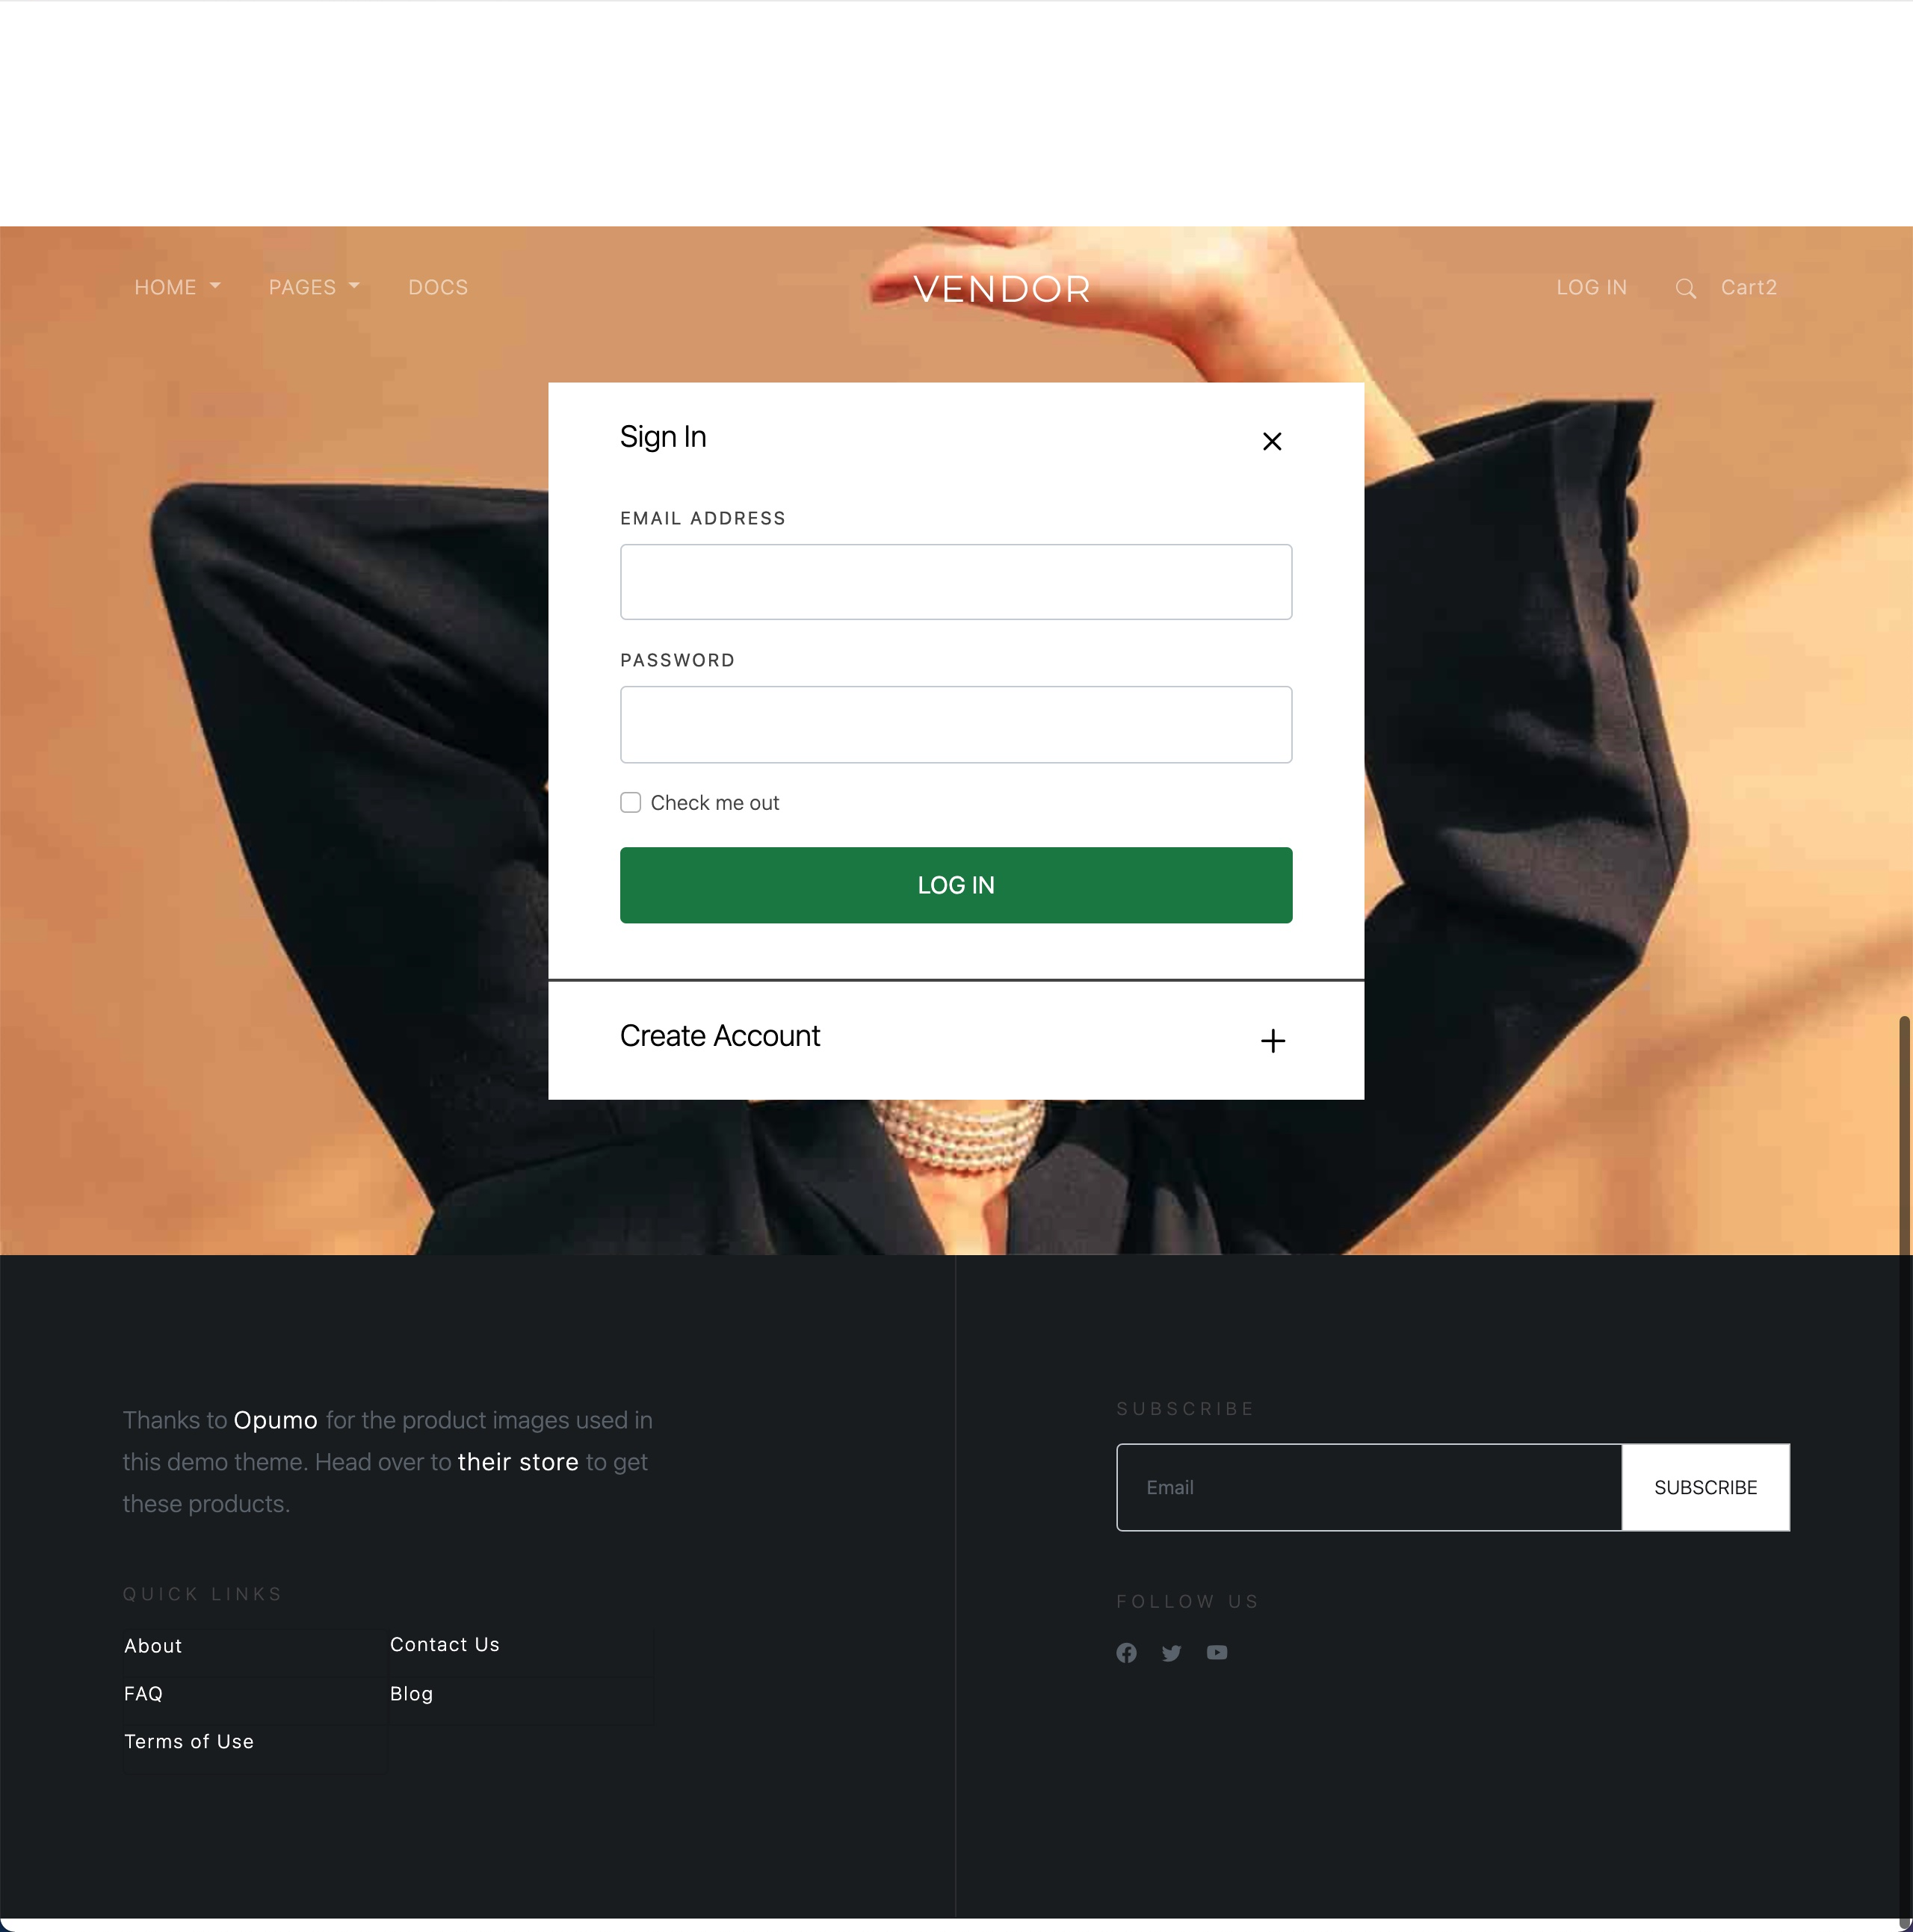 HOME PAGES DOCS VENDOR LOG IN Cart2
Sign In
EMAIL ADDRESS
PASSWORD
Check me out
LOG IN
Create Account
Thanks to Opumo for the product images used in
this demo theme. Head over to their store to get
these products.
QUICK LINKS
About
Contact Us
FAQ
Blog
Terms of Use
SUBSCRIBE
Email SUBSCRIBE
FOLLOW US